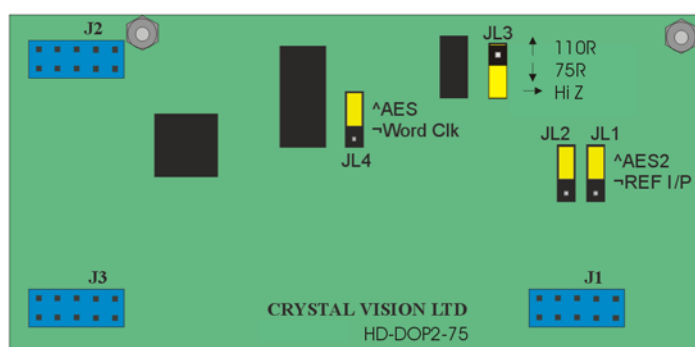 J2
JL3
110R
75R
Hi Z
^AES
¬Word Clk
JL4
JL2 JL1
^AES2
¬REF I/P
J3
J1
CRYSTAL VISION LTD
HD-DOP2-75